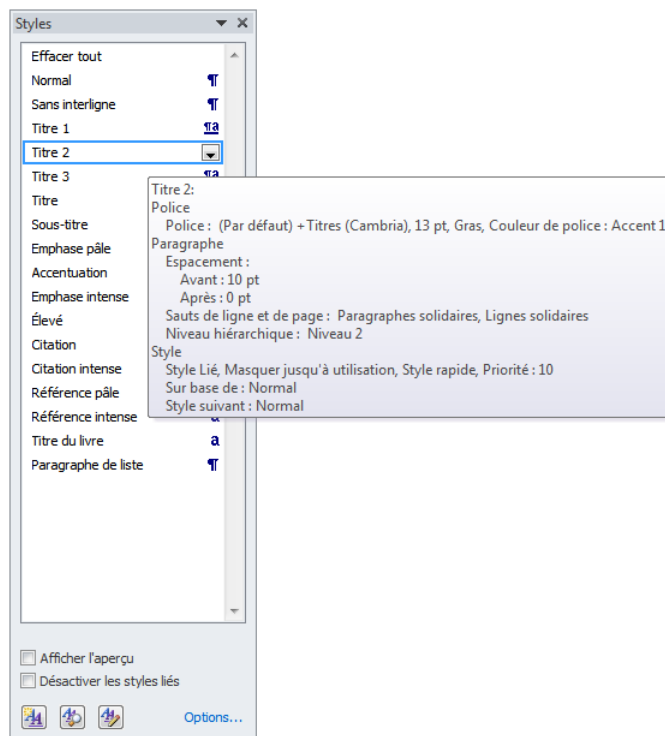 Styles
Effacer tout
Normal ¶
Sans interligne ¶
Titre 1 ¶a
Titre 2
Titre 3 ¶a
Titre
Sous-titre
Emphase pâle
Accentuation
Emphase intense
Élevé
Citation
Citation intense
Référence pâle
Référence intense a
Titre du livre a
Paragraphe de liste ¶
Titre 2:
Police
Police : (Par défaut) +Titres (Cambria), 13 pt, Gras, Couleur de police : Accent 1
Paragraphe
Espacement :
Avant : 10 pt
Après : 0 pt
Sauts de ligne et de page : Paragraphes solidaires, Lignes solidaires
Niveau hiérarchique : Niveau 2
Style
Style Lié, Masquer jusqu'à utilisation, Style rapide, Priorité : 10
Sur base de : Normal
Style suivant : Normal
Afficher l'aperçu
Désactiver les styles liés
Options...